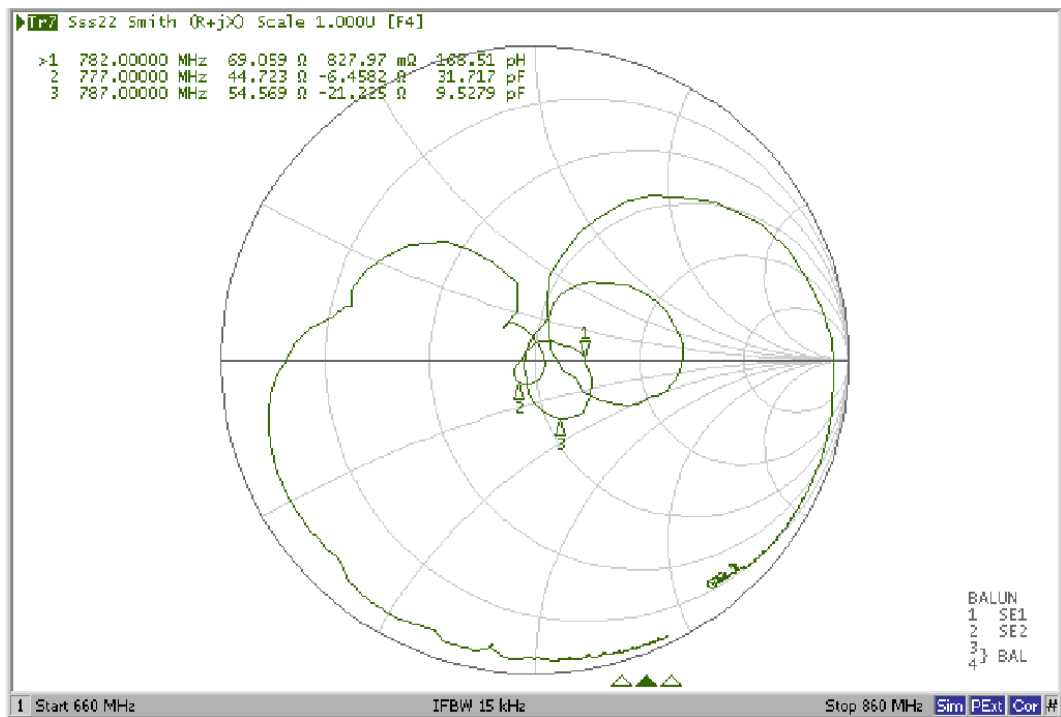 Tr7 Sss22 Smith (R+jX) Scale 1.000U [F4]
>1 782.00000 MHz 69.059 Ω 827.97 mΩ 168.51 pH
2 777.00000 MHz 44.723 Ω -6.4582 Ω 31.717 pF
3 787.00000 MHz 54.569 Ω -21.225 Ω 9.5279 pF
1
2
3
BALUN
1 SE1
2 SE2
3
4 } BAL
1 Start 660 MHz IFBW 15 kHz Stop 860 MHz Sim PExt Cor #